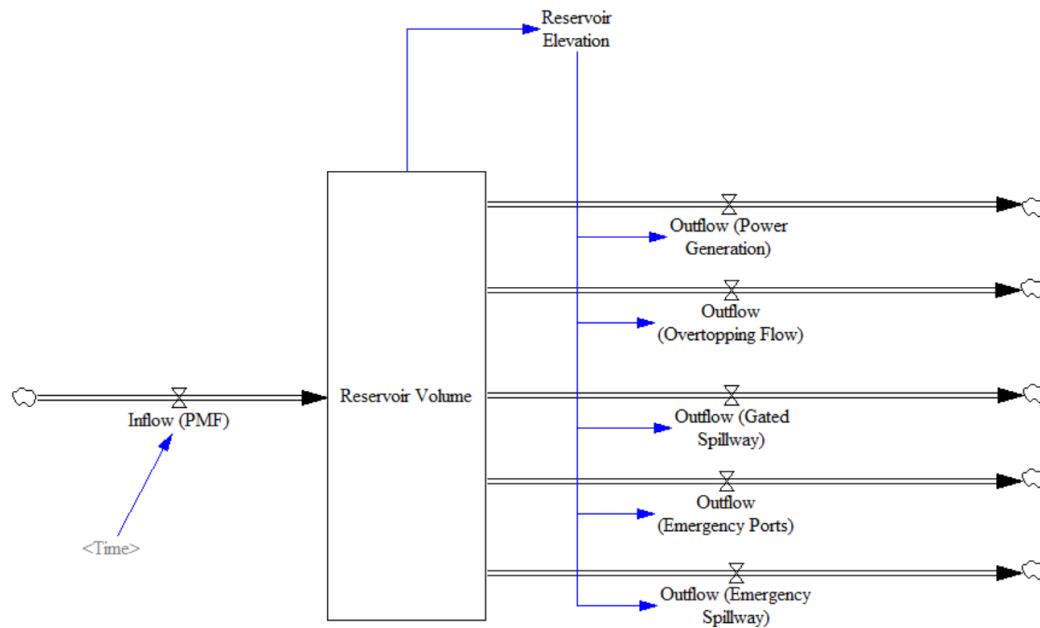 Reservoir
Elevation
Outflow (Power
Generation)
Outflow
(Overtopping Flow)
Reservoir Volume
Inflow (PMF)
Outflow (Gated
Spillway)
Outflow
(Emergency Ports)
<Time>
Outflow (Emergency
Spillway)